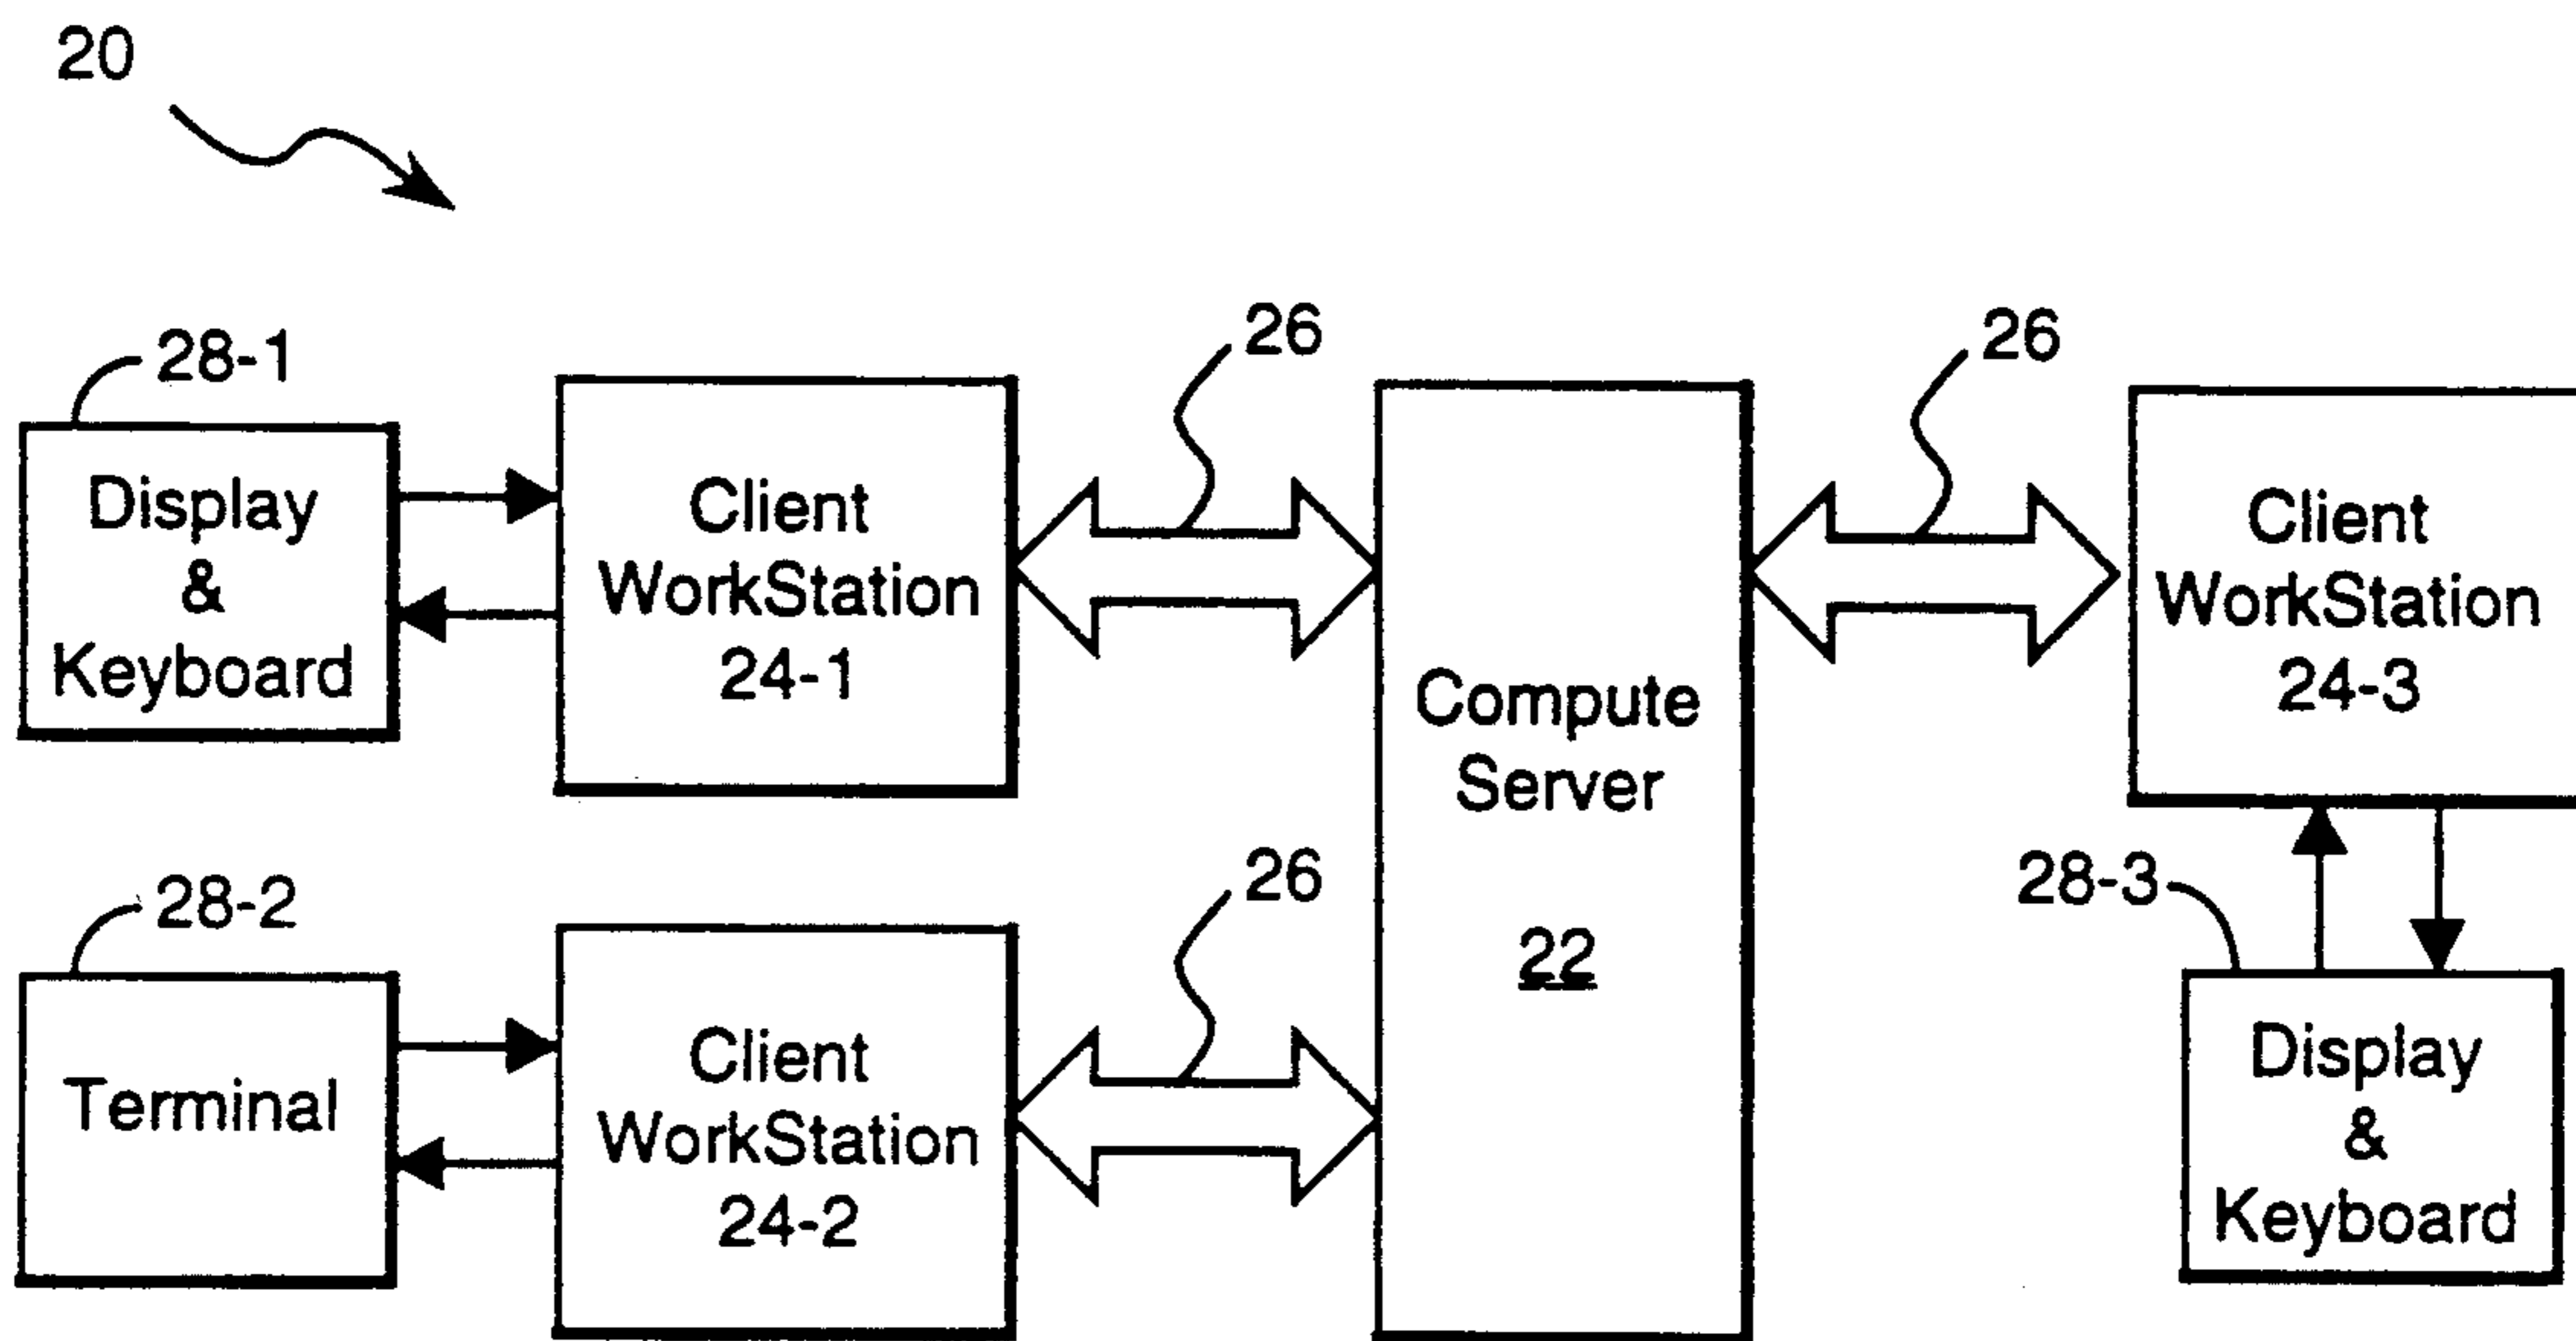 20
28-1
Display
&
Keyboard
Client
WorkStation
24-1
26
28-2
Terminal
Client
WorkStation
24-2
26
Compute
Server
22
26
Client
WorkStation
24-3
28-3
Display
&
Keyboard